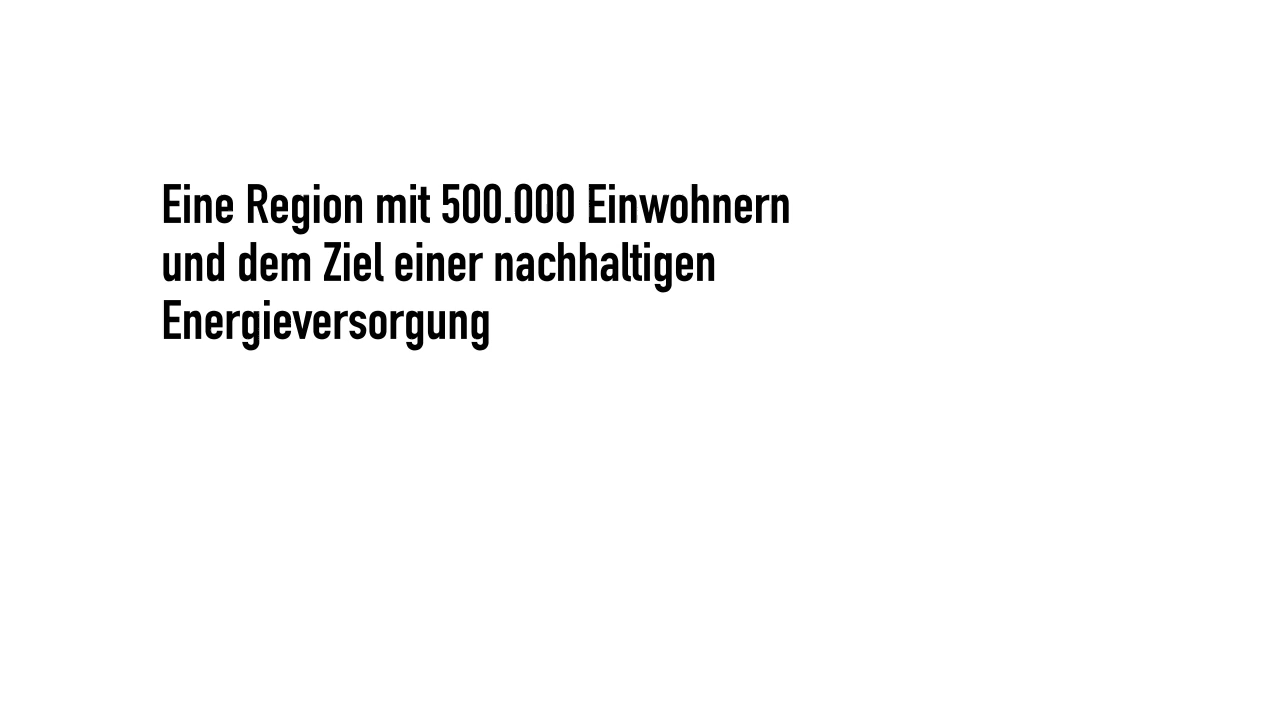 Eine Region mit 500.000 Einwohnern
und dem Ziel einer nachhaltigen
Energieversorgung